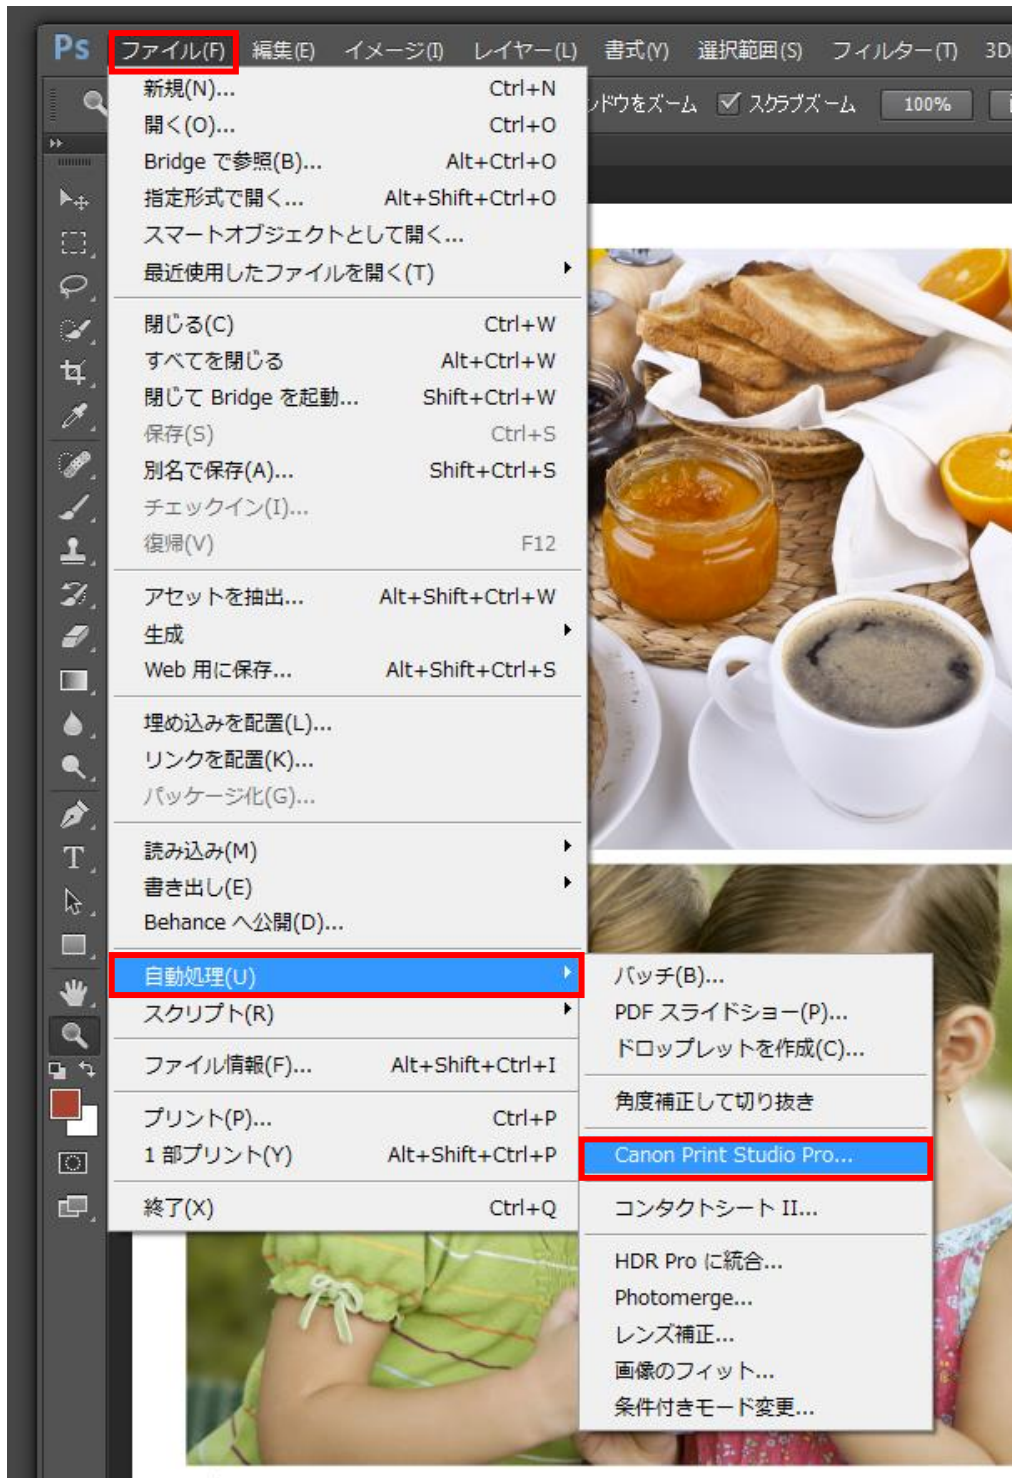 Ps ファイル(F) 編集(E) イメージ(I) レイヤー(L) 書式(Y) 選択範囲(S) フィルター(T) 3D
ンドウをズーム スクラブズーム 100%
新規(N)... Ctrl+N
開く(O)... Ctrl+O
Bridge で参照(B)... Alt+Ctrl+O
指定形式で開く... Alt+Shift+Ctrl+O
スマートオブジェクトとして開く...
最近使用したファイルを開く(T)
閉じる(C) Ctrl+W
すべてを閉じる Alt+Ctrl+W
閉じて Bridge を起動... Shift+Ctrl+W
保存(S) Ctrl+S
別名で保存(A)... Shift+Ctrl+S
チェックイン(I)...
復帰(V) F12
アセットを抽出... Alt+Shift+Ctrl+W
生成
Web 用に保存... Alt+Shift+Ctrl+S
埋め込みを配置(L)...
リンクを配置(K)...
パッケージ化(G)...
読み込み(M)
書き出し(E)
Behance へ公開(D)...
自動処理(U)
スクリプト(R)
ファイル情報(F)... Alt+Shift+Ctrl+I
プリント(P)... Ctrl+P
1 部プリント(Y) Alt+Shift+Ctrl+P
終了(X) Ctrl+Q
バッチ(B)...
PDF スライドショー(P)...
ドロップレットを作成(C)...
角度補正して切り抜き
Canon Print Studio Pro...
コンタクトシート II...
HDR Pro に統合...
Photomerge...
レンズ補正...
画像のフィット...
条件付きモード変更...